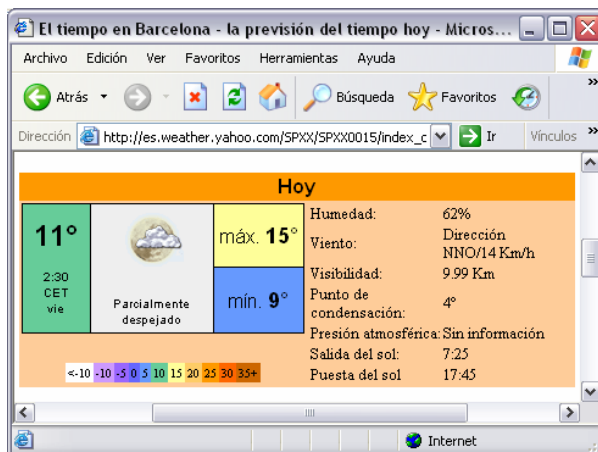 El tiempo en Barcelona - la previsión del tiempo hoy - Micros...
Archivo Edición Ver Favoritos Herramientas Ayuda
Atrás Búsqueda Favoritos »
Dirección http://es.weather.yahoo.com/SPXX/SPXX0015/index_c Ir Vínculos »
Hoy
11°
2:30
CET
vie
Parcialmente
despejado
máx. 15°
mín. 9°
Humedad: 62%
Viento: Dirección
NNO/14 Km/h
Visibilidad: 9.99 Km
Punto de
condensación: 4°
Presión atmosférica: Sin información
Salida del sol: 7:25
Puesta del sol 17:45
<-10 -10 -5 0 5 10 15 20 25 30 35+
Internet